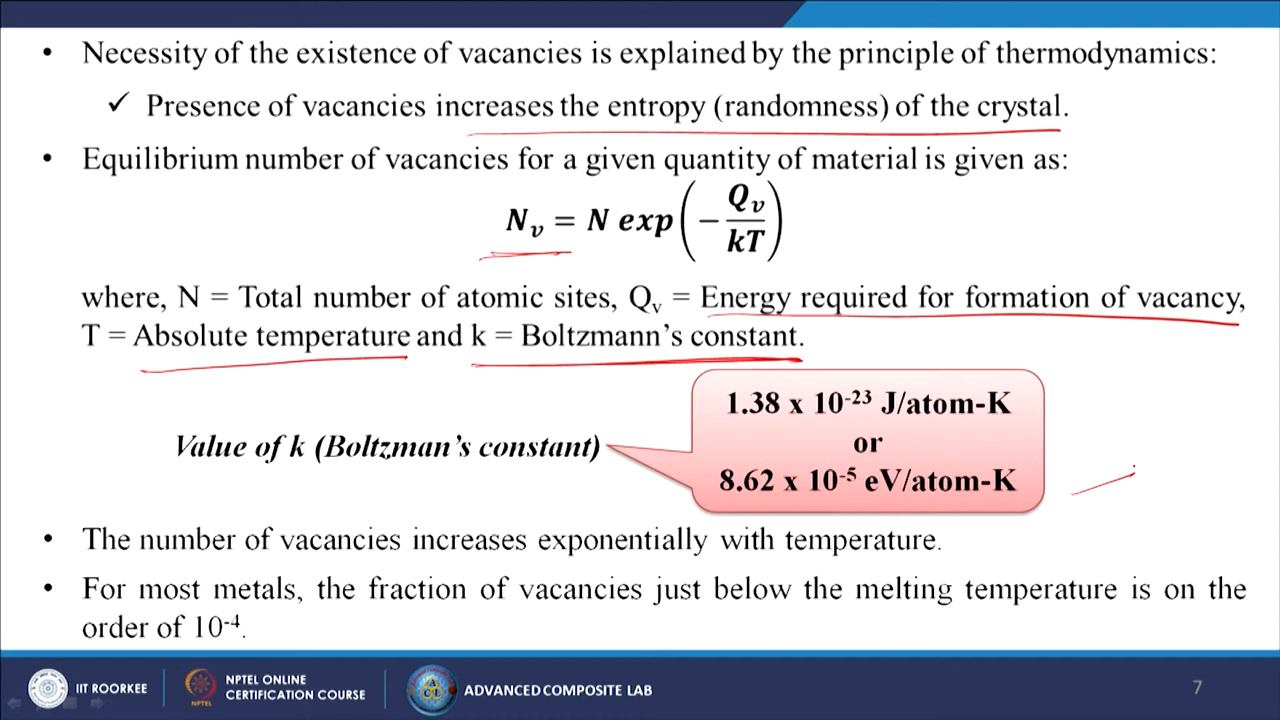 • Necessity of the existence of vacancies is explained by the principle of thermodynamics:
✓ Presence of vacancies increases the entropy (randomness) of the crystal.
• Equilibrium number of vacancies for a given quantity of material is given as:
N_v = N exp(-Q_v/kT)
where, N = Total number of atomic sites, Q_v = Energy required for formation of vacancy,
T = Absolute temperature and k = Boltzmann's constant.
1.38 x 10⁻²³ J/atom-K
or
Value of k (Boltzman's constant)
8.62 x 10⁻⁵ eV/atom-K
• The number of vacancies increases exponentially with temperature.
• For most metals, the fraction of vacancies just below the melting temperature is on the
order of 10⁻⁴.
IIT ROORKEE
NPTEL ONLINE
CERTIFICATION COURSE
NPTEL
ADVANCED COMPOSITE LAB
7